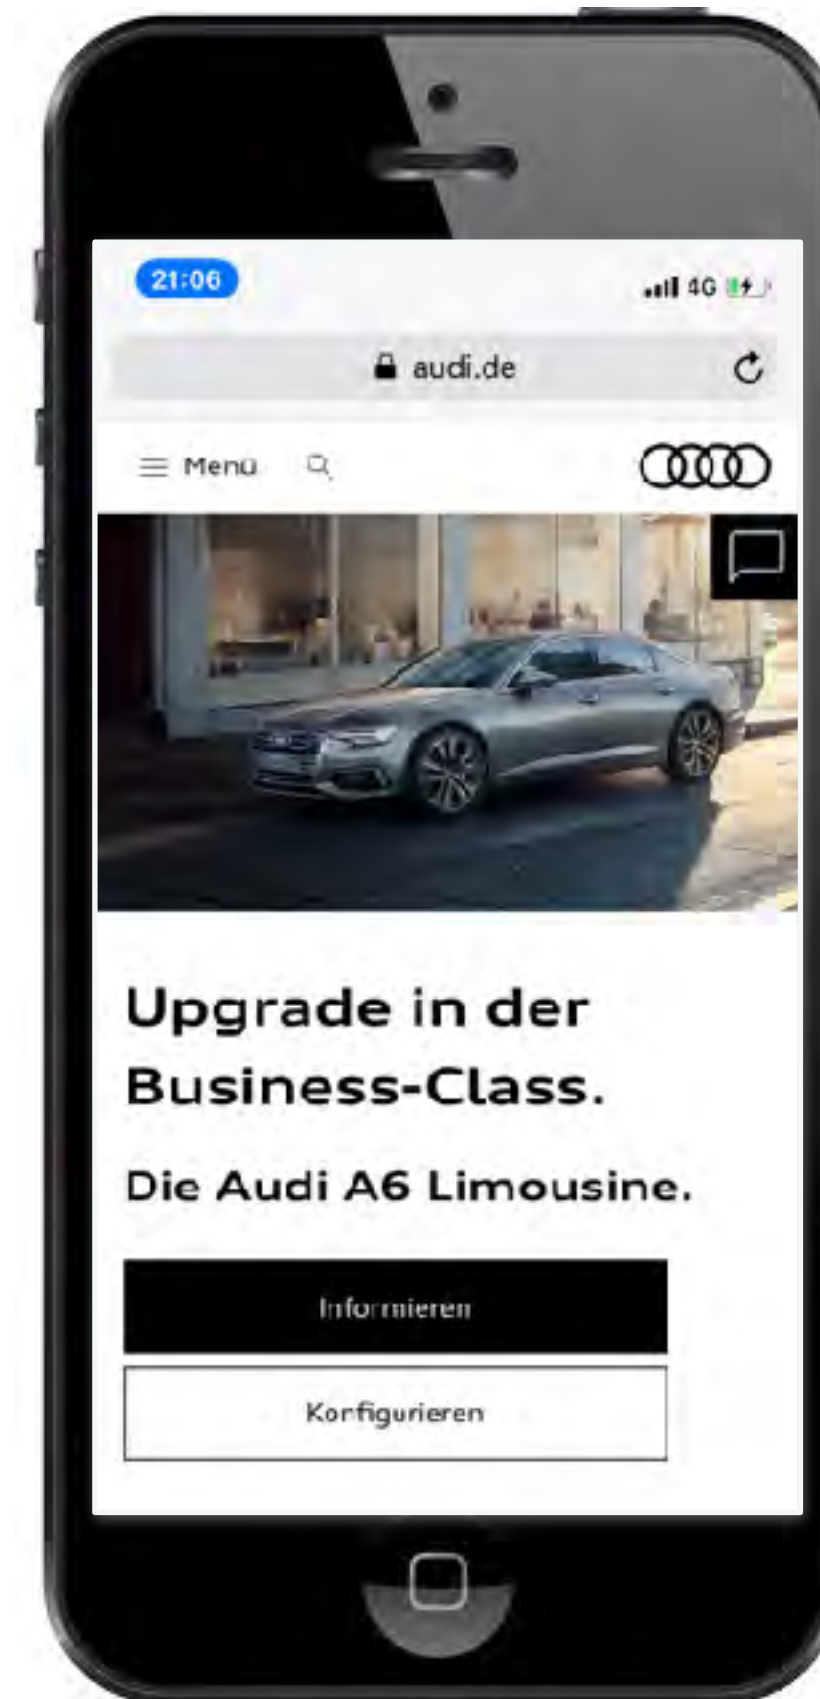 21:06
4G
audi.de
Menü
Upgrade in der
Business-Class.
Die Audi A6 Limousine.
Informieren
Konfigurieren